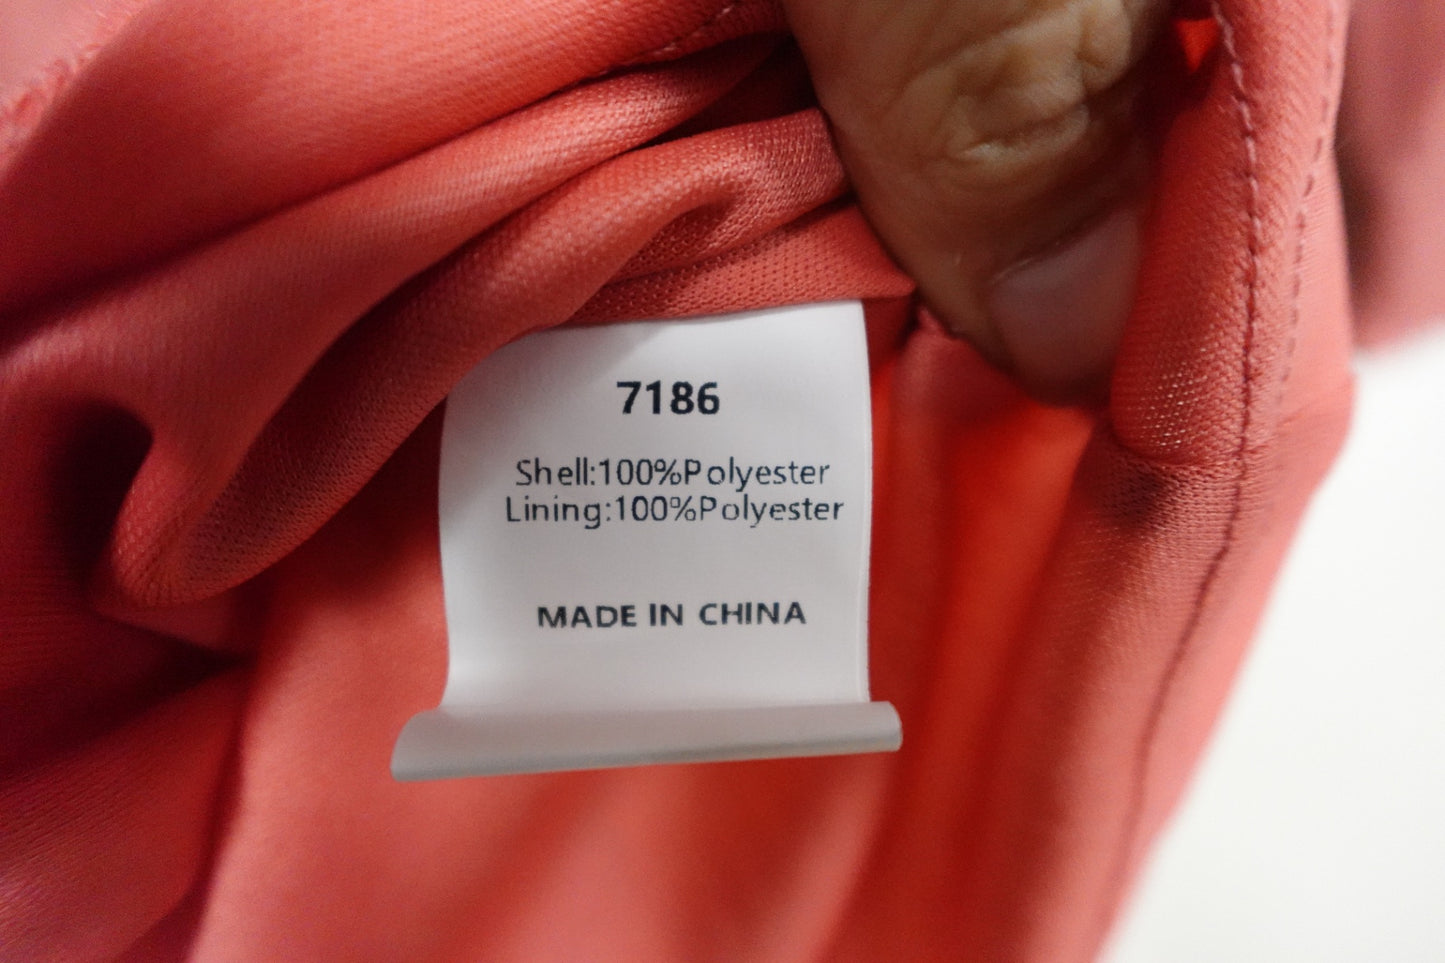 7186
Shell:100%Polyester
Lining:100%Polyester
MADE IN CHINA